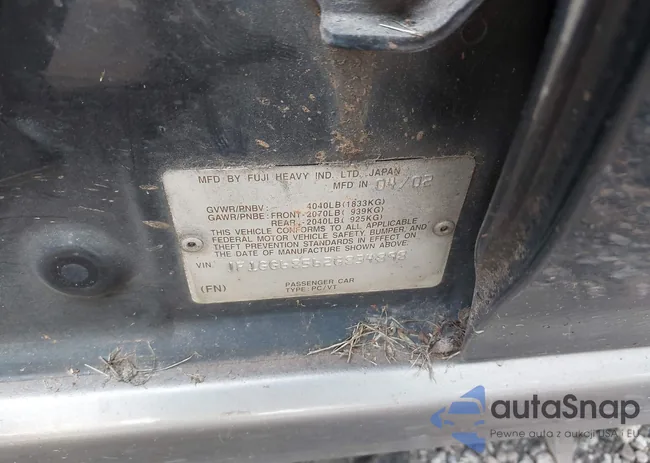 MFD BY FUJI HEAVY IND. LTD. JAPAN
MFD IN 04/02
GVWR/PNBV: 4040LB(1833KG)
GAWR/PNBE: FRONT-2070LB( 939KG)
REAR -2040LB( 925KG)
THIS VEHICLE CONFORMS TO ALL APPLICABLE
FEDERAL MOTOR VEHICLE SAFETY, BUMPER, AND
THEFT PREVENTION STANDARDS IN EFFECT ON
THE DATE OF MANUFACTURE SHOWN ABOVE.
VIN:
PASSENGER CAR
(FN) TYPE: PC/VT
autaSnap
Pewne auta z aukcji USA i EU